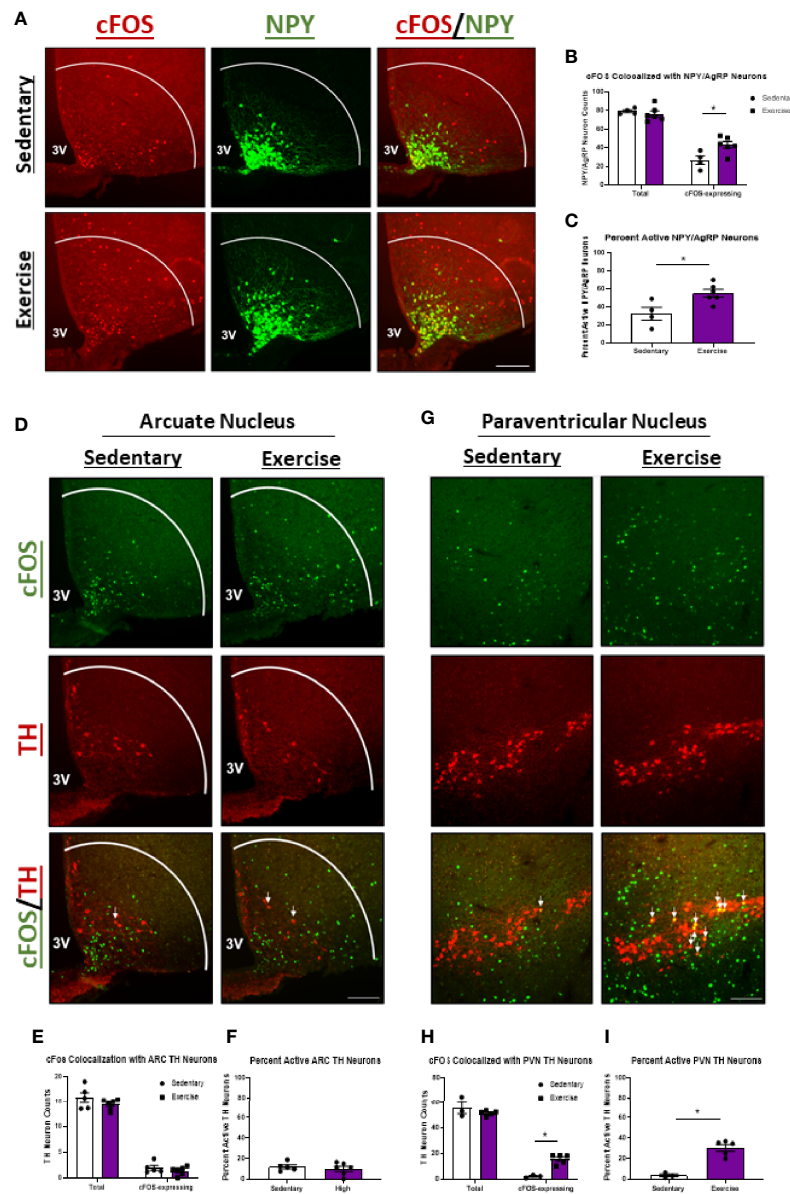 A
cFOS NPY cFOS/NPY
Sedentary
3V
Exercise
3V
B
cFOS Colocalized with NPY/AgRP Neurons
NPY/AgRP Neuron Counts
100
80
60
40
20
0
*
Total cFOS-expressing
Sedenta
Exercise
C
Percent Active NPY/AgRP Neurons
Percent Active NPY/AgRP Neurons
100
80
60
40
20
0
*
Sedentary Exercise
D
Arcuate Nucleus
Sedentary Exercise
cFOS
3V 3V
TH
3V 3V
cFOS/TH
3V 3V
G
Paraventricular Nucleus
Sedentary Exercise
E
cFos Colocalization with ARC TH Neurons
TH Neuron Counts
20
15
10
5
0
Sedentary
Exercise
Total cFOS-expressing
F
Percent Active ARC TH Neurons
Percent Active TH Neurons
100
80
60
40
20
0
Sedentary High
H
cFOS Colocalized with PVN TH Neurons
TH Neuron Counts
80
60
40
20
0
Sedentary
Exercise
*
Total cFOS-expressing
I
Percent Active PVN TH Neurons
Percent Active TH Neurons
100
80
60
40
20
0
*
Sedentary Exercise